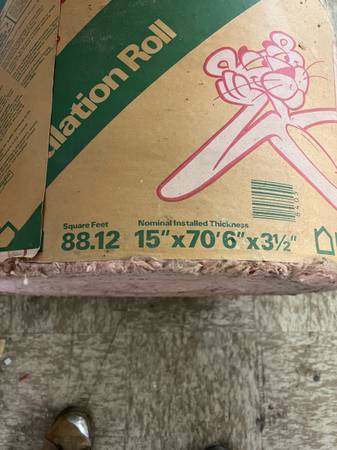 ulation Roll
Square Feet Nominal Installed Thickness
88.12 15"x70'6"x3½"